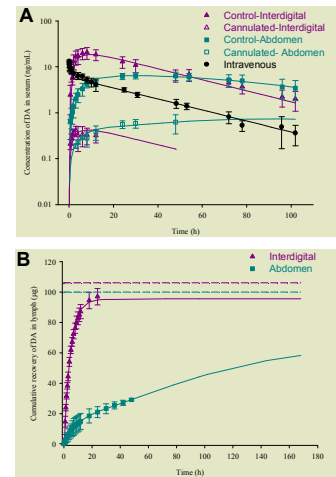 A
Control-Interdigital
Cannulated-Interdigital
Control-Abdomen
Cannulated- Abdomen
Intravenous
Concentration of DA in serum (ng/mL)
100
10
1
0.1
0.01
0 20 40 60 80 100
Time (h)
B
Interdigital
Abdomen
Cumulative recovery of DA in lymph (µg)
120
100
80
60
40
20
0
0 20 40 60 80 100 120 140 160 180
Time (h)